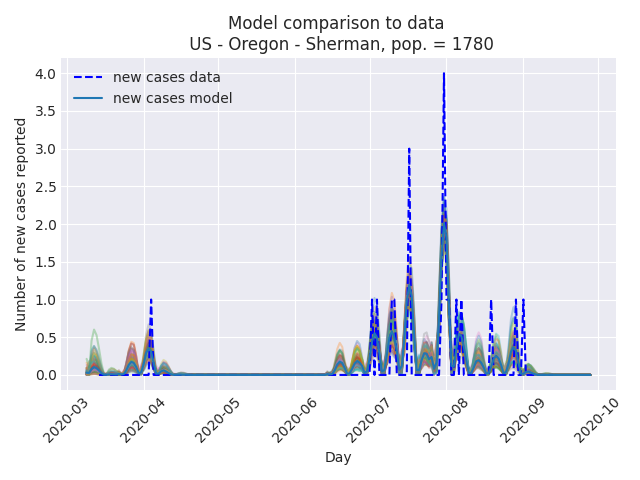 Model comparison to data
US - Oregon - Sherman, pop. = 1780
new cases data
new cases model
Number of new cases reported
4.0
3.5
3.0
2.5
2.0
1.5
1.0
0.5
0.0
2020-03
2020-04
2020-05
2020-06
2020-07
2020-08
2020-09
2020-10
Day